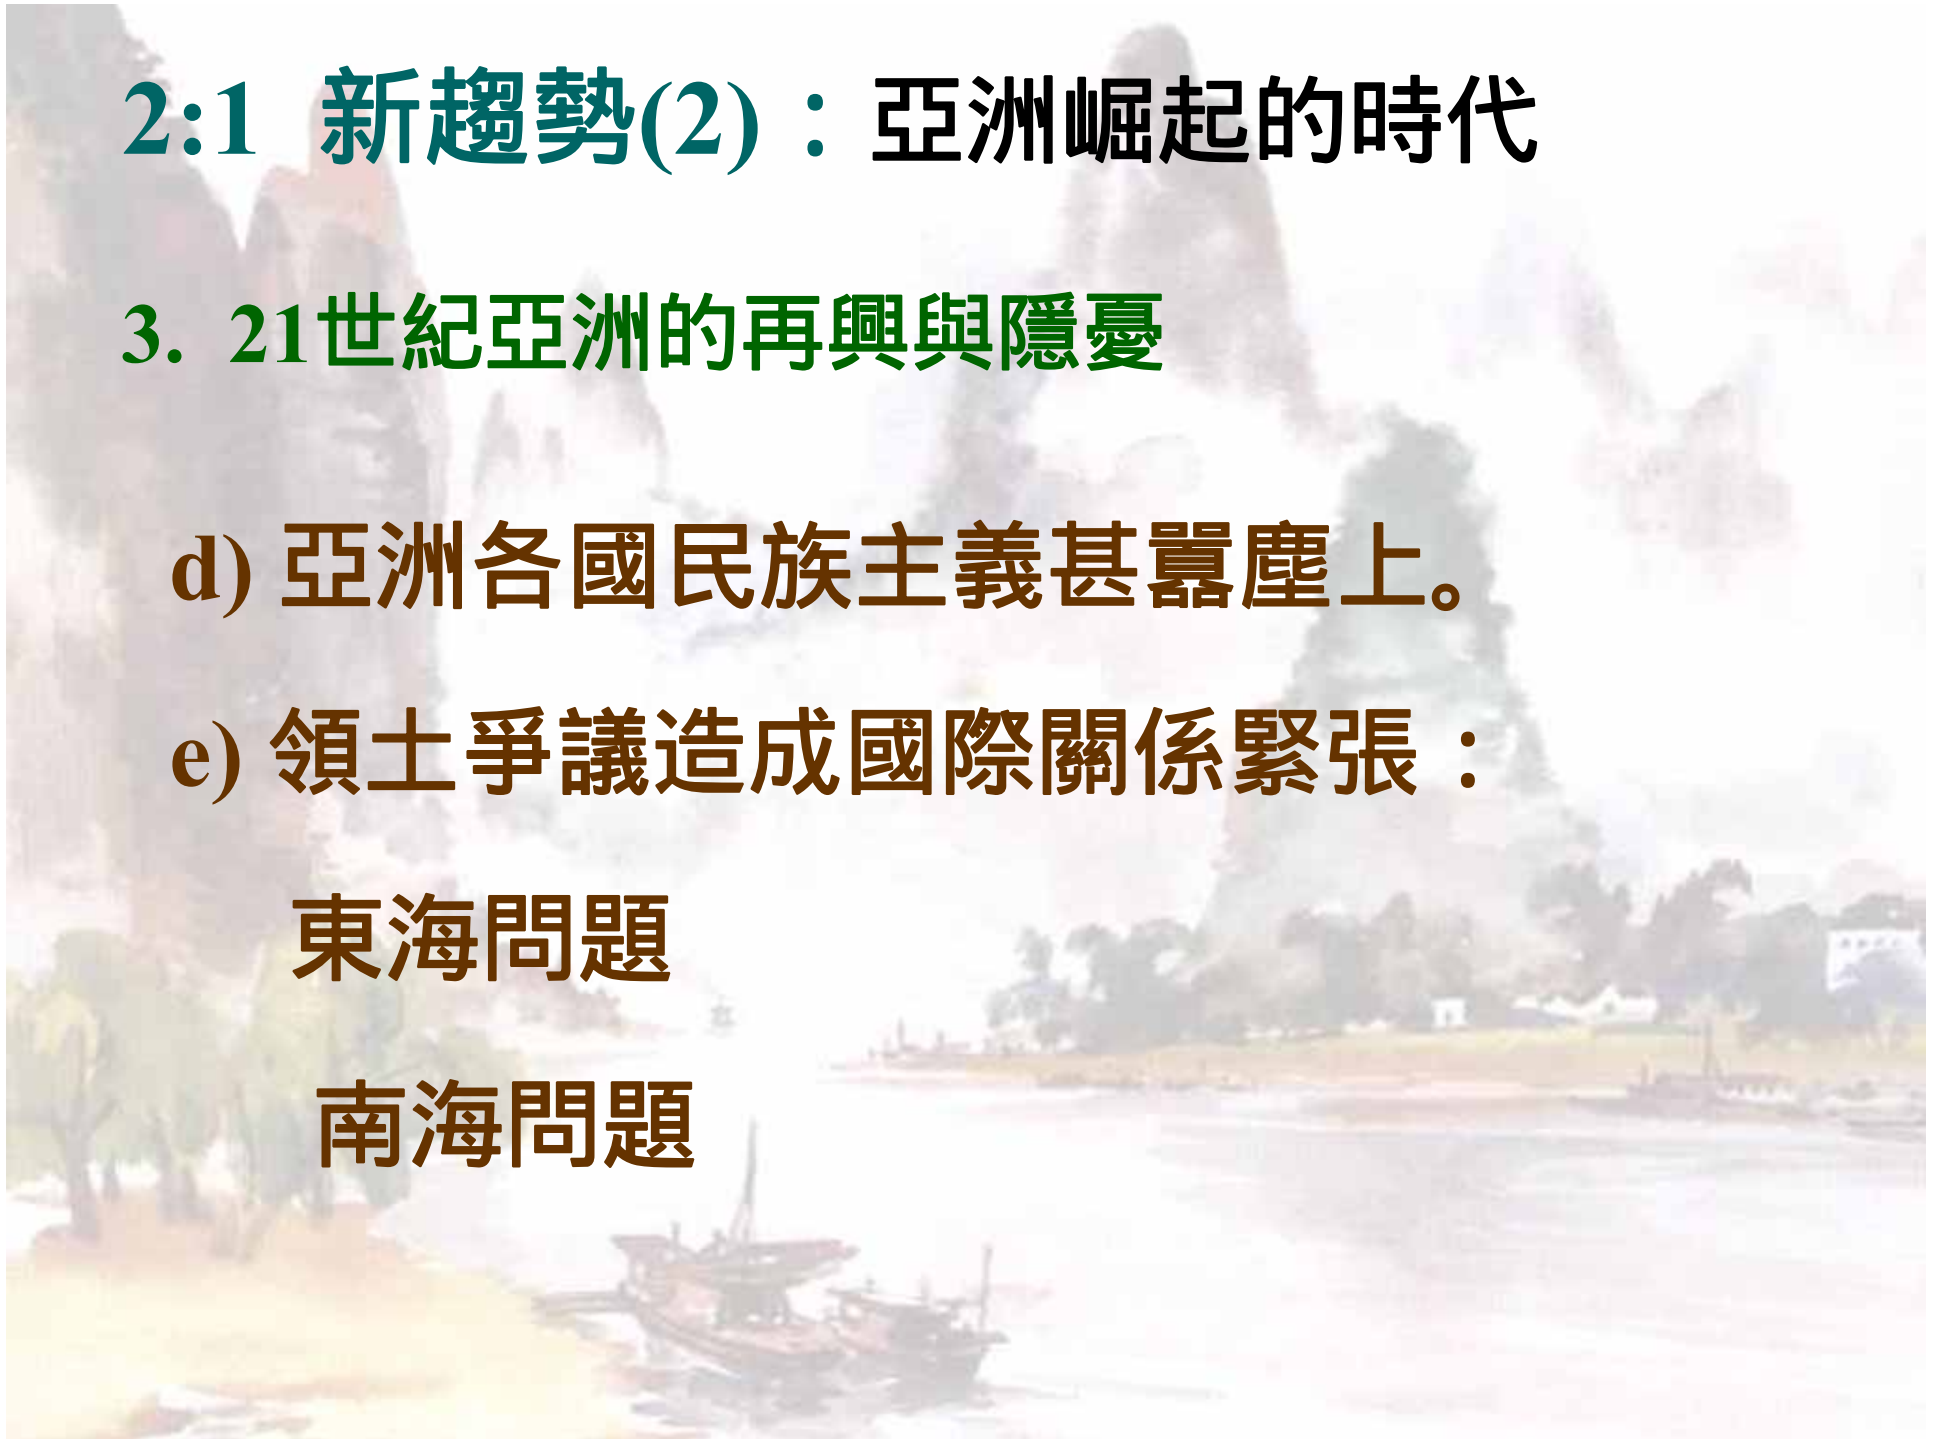 2:1 新趨勢(2)：亞洲崛起的時代
3. 21世紀亞洲的再興與隱憂
d) 亞洲各國民族主義甚囂塵上。
e) 領土爭議造成國際關係緊張：
東海問題
南海問題